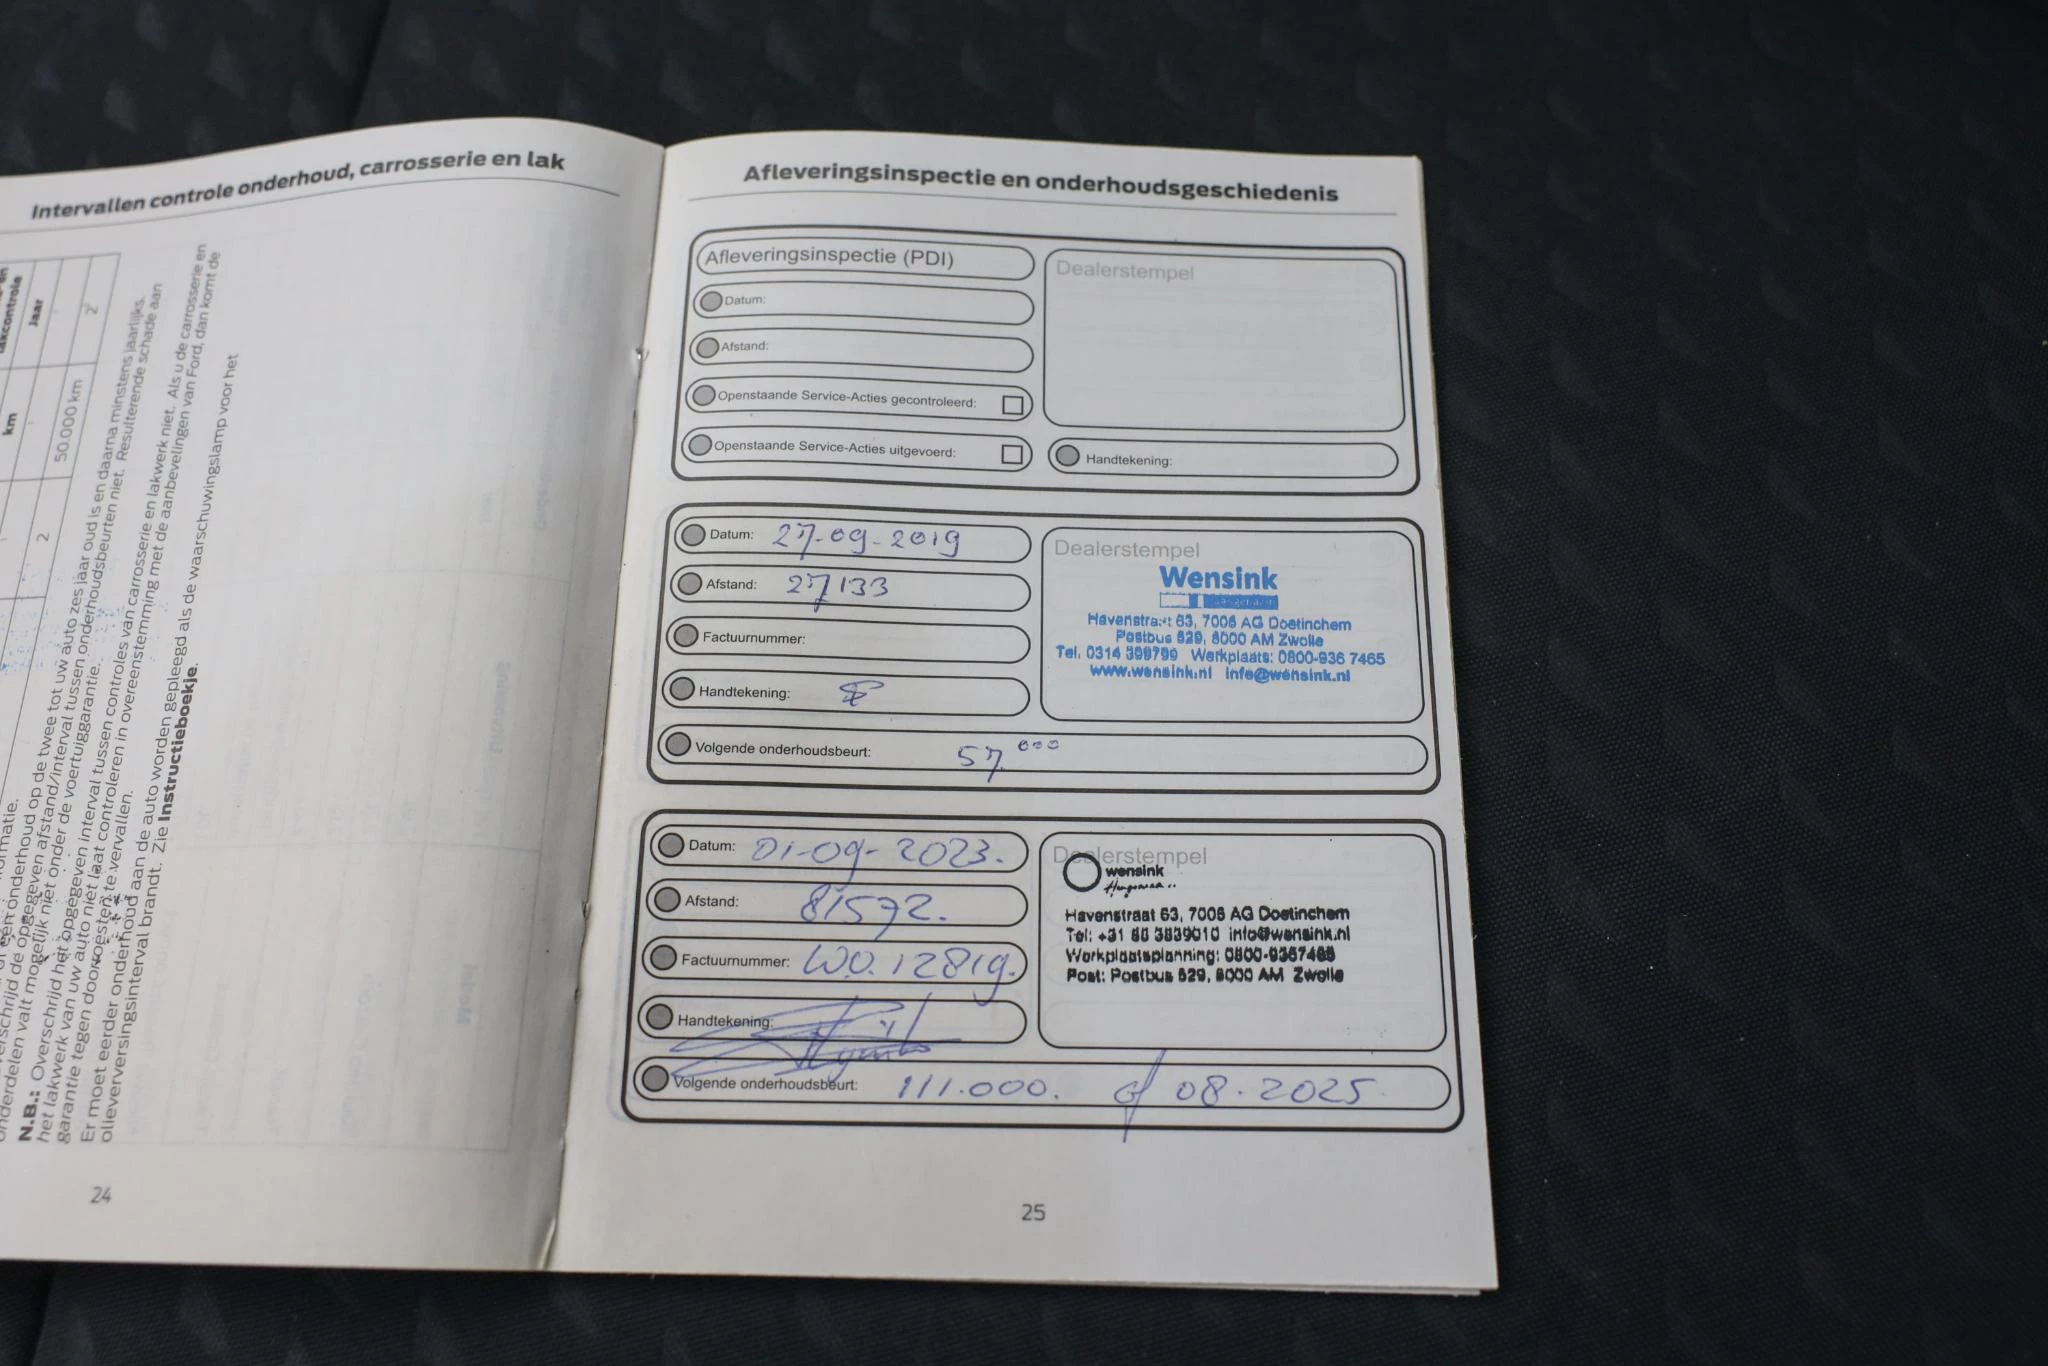 Intervallen controle onderhoud, carrosserie en lak
lakcontrole
km
Jaar
50.000 km
2
2
N.B.: Overschrijd het opgegeven interval tussen controles van carrosserie en lakwerk niet. Als u de carrosserie en
het lakwerk van uw auto niet laat controleren in overeenstemming met de aanbevelingen van Ford, dan komt de
garantie tegen doorroesten te vervallen.
Er moet eerder onderhoud aan de auto worden gepleegd als de waarschuwingslamp voor het
olieverversingsinterval brandt. Zie Instructieboekje.
24
Afleveringsinspectie en onderhoudsgeschiedenis
Afleveringsinspectie (PDI)
Dealerstempel
Datum:
Afstand:
Openstaande Service-Acties gecontroleerd:
Openstaande Service-Acties uitgevoerd:
Handtekening:
Datum: 27-09-2019
Afstand: 27133
Factuurnummer:
Handtekening:
Volgende onderhoudsbeurt: 57.000
Dealerstempel
Wensink
Havenstraat 63, 7005 AG Doetinchem
Postbus 529, 8000 AM Zwolle
Tel. 0314 399799 Werkplaats: 0800-936 7465
www.wensink.nl info@wensink.nl
Datum: 01-09-2023.
Afstand: 81572.
Factuurnummer: W.O. 12819.
Handtekening:
Volgende onderhoudsbeurt: 111.000. of 08-2025.
Dealerstempel
wensink
Havenstraat 63, 7005 AG Doetinchem
Tel: +31 88 3839010 info@wensink.nl
Werkplaatsplanning: 0800-9367465
Post: Postbus 529, 8000 AM Zwolle
25